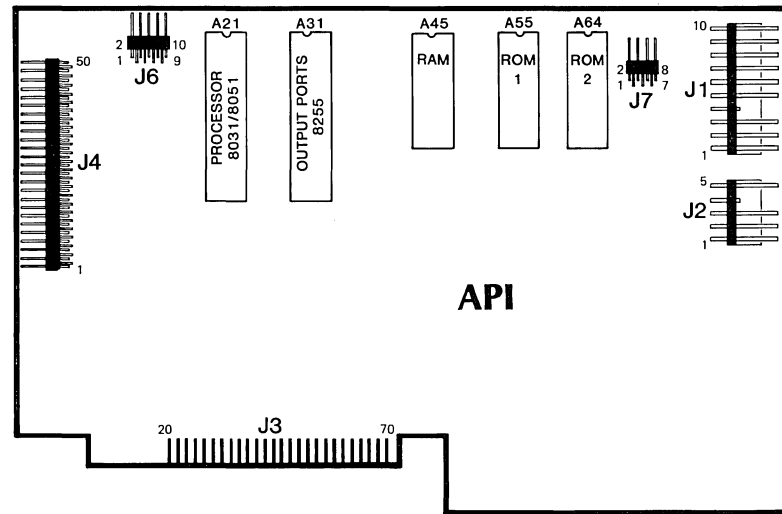 A21 A31 A45 A55 A64
2 10
1 9
J6
PROCESSOR
8031/8051
OUTPUT PORTS
8255
RAM
ROM
1
ROM
2
2 8
1 7
J7
10
J1
1
50
J4
1
5
J2
1
API
20 J3 70